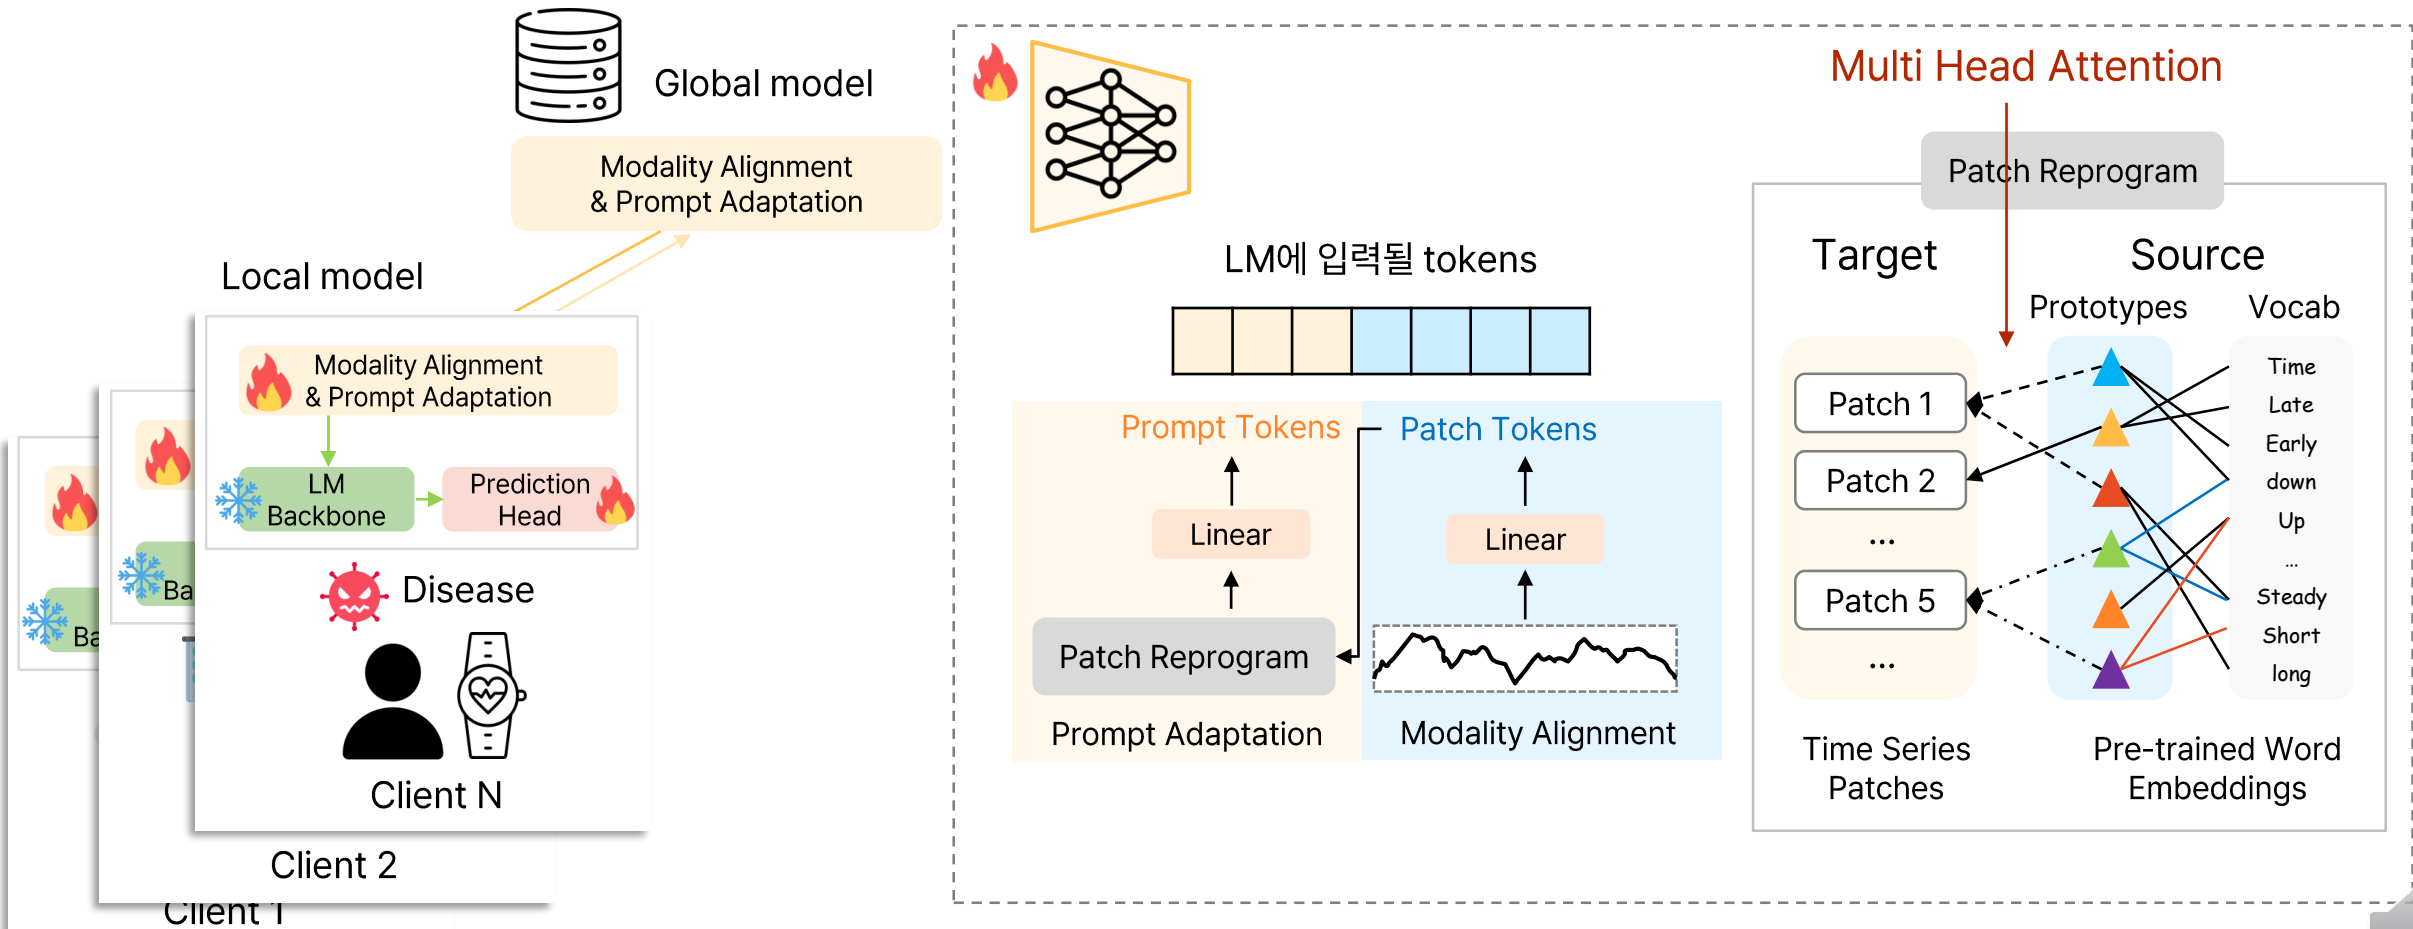 Global model
Modality Alignment
& Prompt Adaptation
Local model
Modality Alignment
& Prompt Adaptation
LM
Backbone
Prediction
Head
Ba
Ba
Disease
Client N
Client 2
Client 1
LM에 입력될 tokens
Prompt Tokens
Patch Tokens
Linear
Linear
Patch Reprogram
Prompt Adaptation
Modality Alignment
Multi Head Attention
Patch Reprogram
Target
Source
Prototypes
Vocab
Patch 1
Patch 2
...
Patch 5
...
Time
Late
Early
down
Up
...
Steady
Short
long
Time Series
Patches
Pre-trained Word
Embeddings